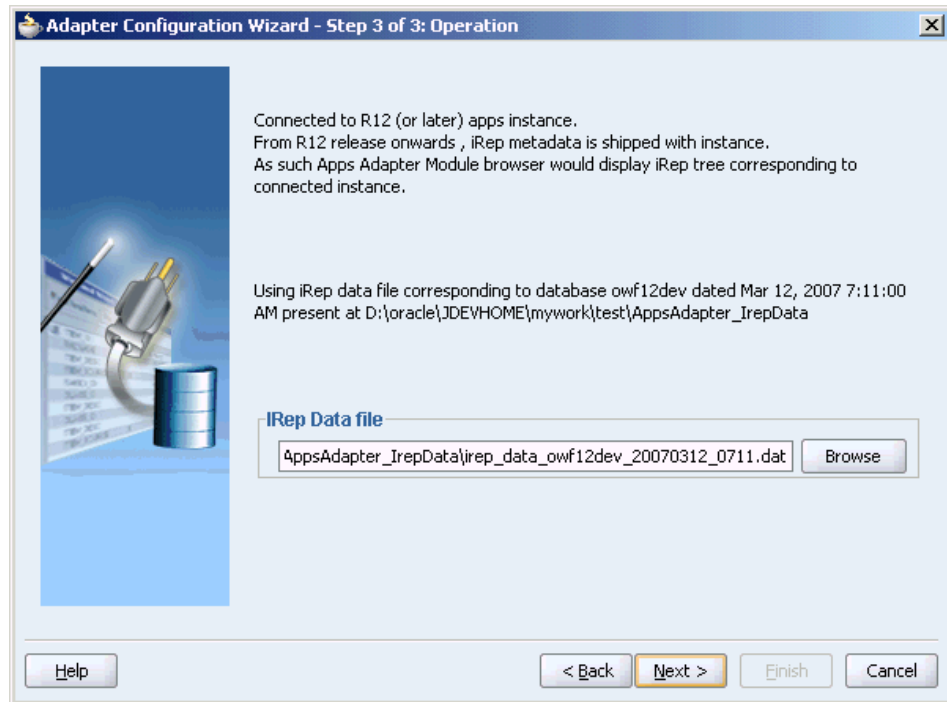 Adapter Configuration Wizard - Step 3 of 3: Operation
Connected to R12 (or later) apps instance.
From R12 release onwards , iRep metadata is shipped with instance.
As such Apps Adapter Module browser would display iRep tree corresponding to
connected instance.
Using iRep data file corresponding to database owf12dev dated Mar 12, 2007 7:11:00
AM present at D:\oracle\JDEVHOME\mywork\test\AppsAdapter_IrepData
IRep Data file
AppsAdapter_IrepData\irep_data_owf12dev_20070312_0711.dat Browse
Help < Back Next > Finish Cancel